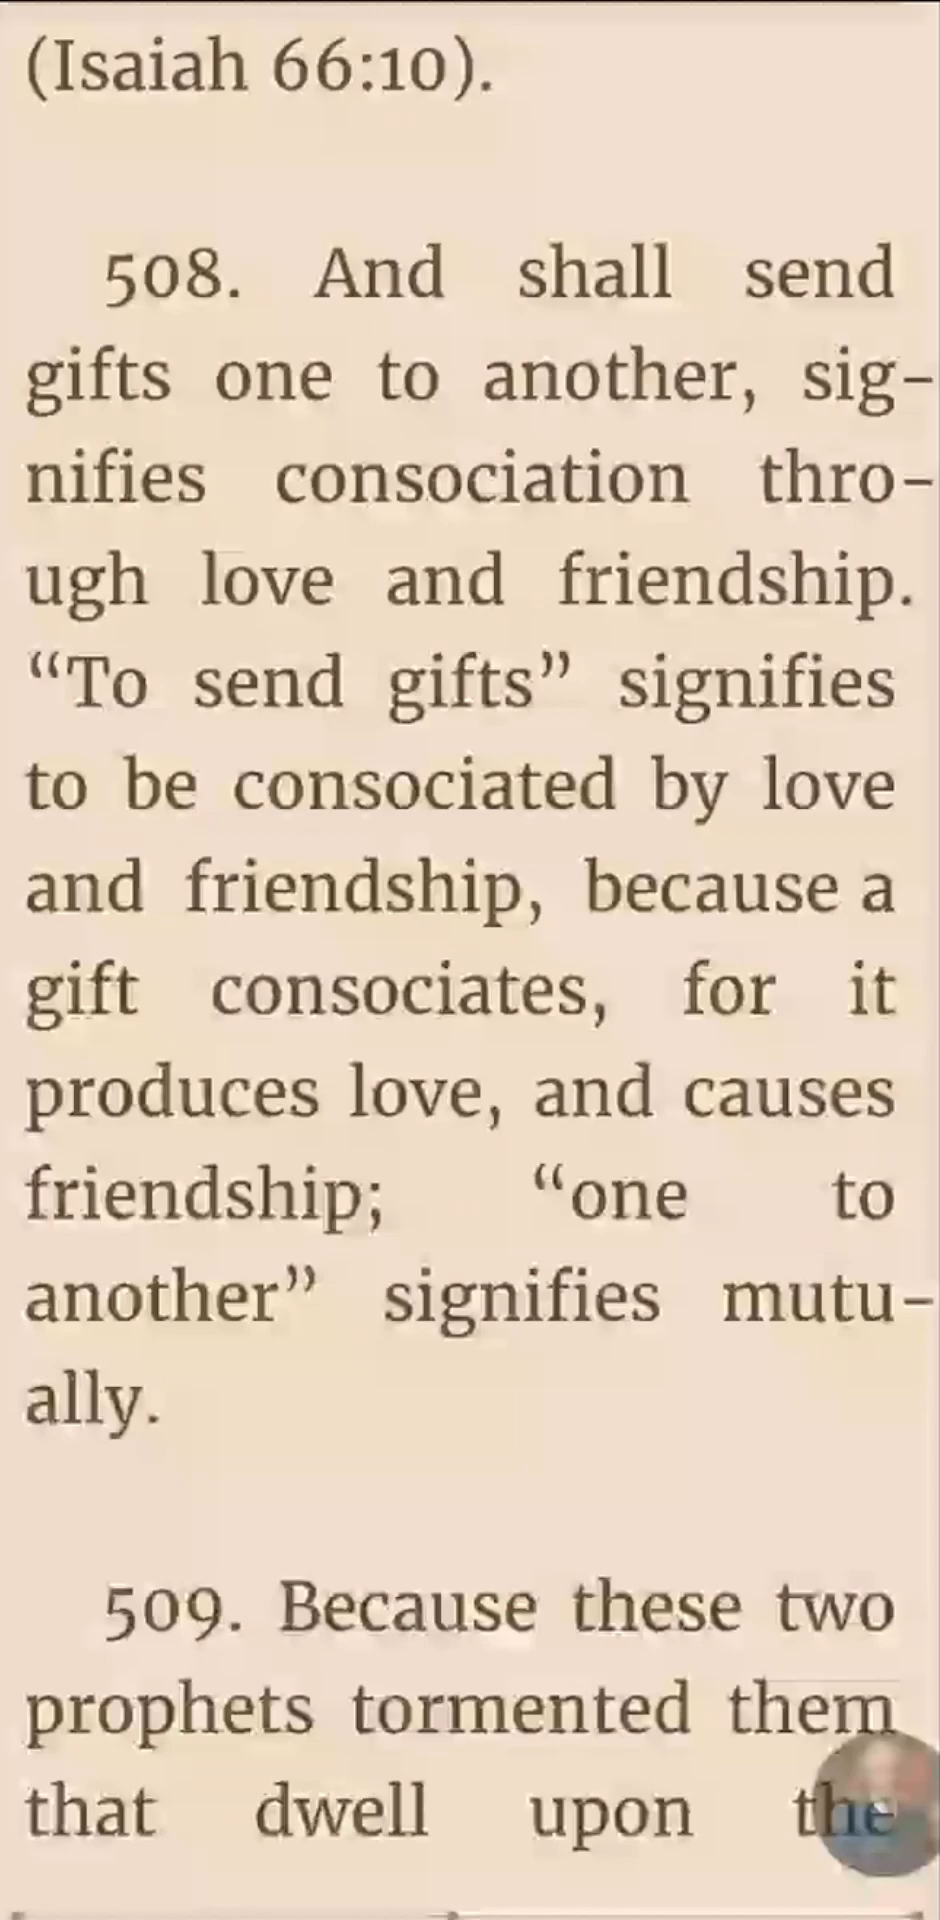 (Isaiah 66:10).
508. And shall send
gifts one to another, sig-
nifies consociation thro-
ugh love and friendship.
“To send gifts” signifies
to be consociated by love
and friendship, because a
gift consociates, for it
produces love, and causes
friendship; “one to
another” signifies mutu-
ally.
509. Because these two
prophets tormented them
that dwell upon the